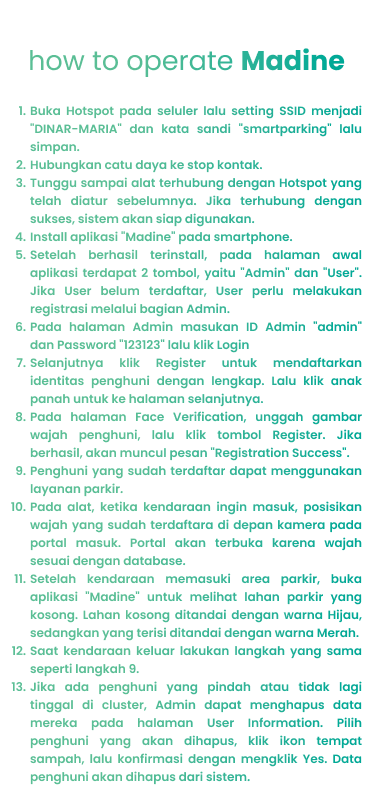 how to operate Madine
1. Buka Hotspot pada seluler lalu setting SSID menjadi
"DINAR-MARIA" dan kata sandi "smartparking" lalu
simpan.
2. Hubungkan catu daya ke stop kontak.
3. Tunggu sampai alat terhubung dengan Hotspot yang
telah diatur sebelumnya. Jika terhubung dengan
sukses, sistem akan siap digunakan.
4. Install aplikasi "Madine" pada smartphone.
5. Setelah berhasil terinstall, pada halaman awal
aplikasi terdapat 2 tombol, yaitu "Admin" dan "User".
Jika User belum terdaftar, User perlu melakukan
registrasi melalui bagian Admin.
6. Pada halaman Admin masukan ID Admin "admin"
dan Password "123123" lalu klik Login
7. Selanjutnya klik Register untuk mendaftarkan
identitas penghuni dengan lengkap. Lalu klik anak
panah untuk ke halaman selanjutnya.
8. Pada halaman Face Verification, unggah gambar
wajah penghuni, lalu klik tombol Register. Jika
berhasil, akan muncul pesan "Registration Success".
9. Penghuni yang sudah terdaftar dapat menggunakan
layanan parkir.
10. Pada alat, ketika kendaraan ingin masuk, posisikan
wajah yang sudah terdaftara di depan kamera pada
portal masuk. Portal akan terbuka karena wajah
sesuai dengan database.
11. Setelah kendaraan memasuki area parkir, buka
aplikasi "Madine" untuk melihat lahan parkir yang
kosong. Lahan kosong ditandai dengan warna Hijau,
sedangkan yang terisi ditandai dengan warna Merah.
12. Saat kendaraan keluar lakukan langkah yang sama
seperti langkah 9.
13. Jika ada penghuni yang pindah atau tidak lagi
tinggal di cluster, Admin dapat menghapus data
mereka pada halaman User Information. Pilih
penghuni yang akan dihapus, klik ikon tempat
sampah, lalu konfirmasi dengan mengklik Yes. Data
penghuni akan dihapus dari sistem.